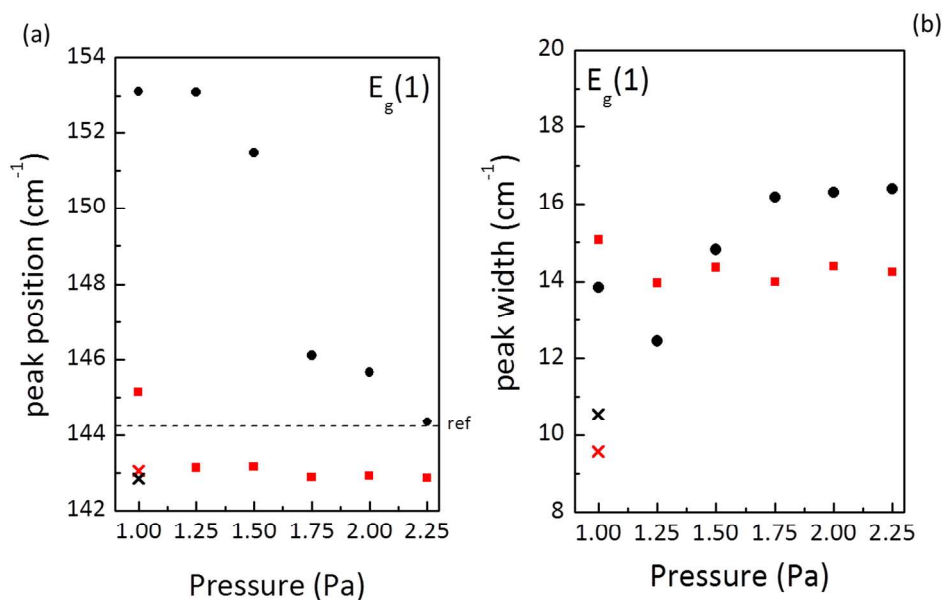 (a)
E_g(1)
154
152
150
148
146
144
142
peak position (cm^-1)
ref
1.00 1.25 1.50 1.75 2.00 2.25
Pressure (Pa)
(b)
E_g(1)
20
18
16
14
12
10
8
peak width (cm^-1)
1.00 1.25 1.50 1.75 2.00 2.25
Pressure (Pa)